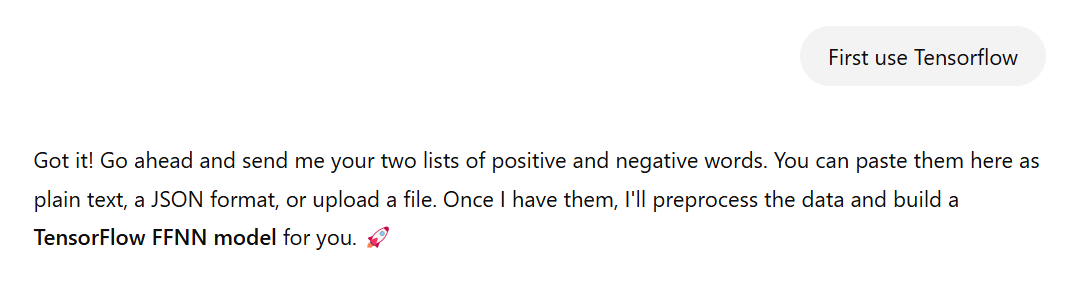 First use Tensorflow
Got it! Go ahead and send me your two lists of positive and negative words. You can paste them here as
plain text, a JSON format, or upload a file. Once I have them, I'll preprocess the data and build a
TensorFlow FFNN model for you. 🚀